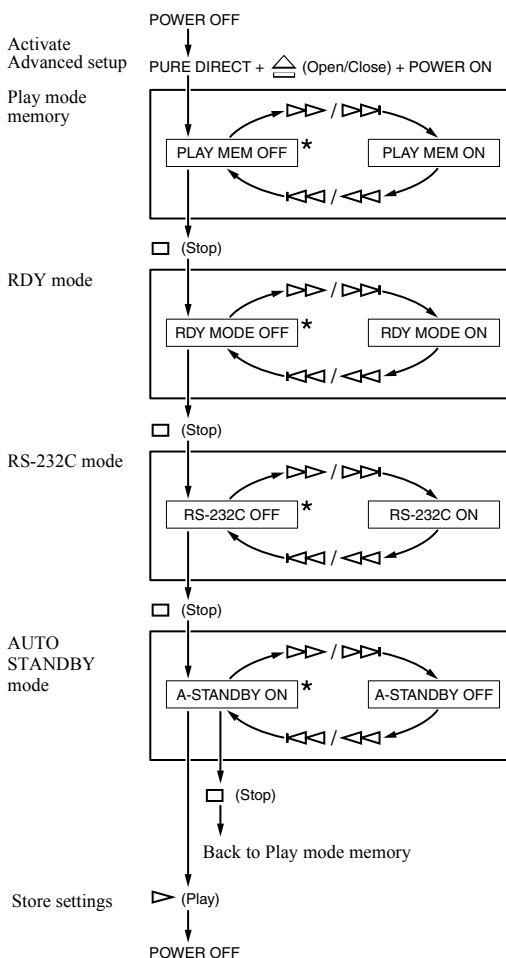 POWER OFF
Activate
Advanced setup
PURE DIRECT + (Open/Close) + POWER ON
Play mode
memory
/
PLAY MEM OFF * PLAY MEM ON
/
(Stop)
RDY mode
/
RDY MODE OFF * RDY MODE ON
/
(Stop)
RS-232C mode
/
RS-232C OFF * RS-232C ON
/
(Stop)
AUTO
STANDBY
mode
/
A-STANDBY ON * A-STANDBY OFF
/
(Stop)
Back to Play mode memory
Store settings
(Play)
POWER OFF